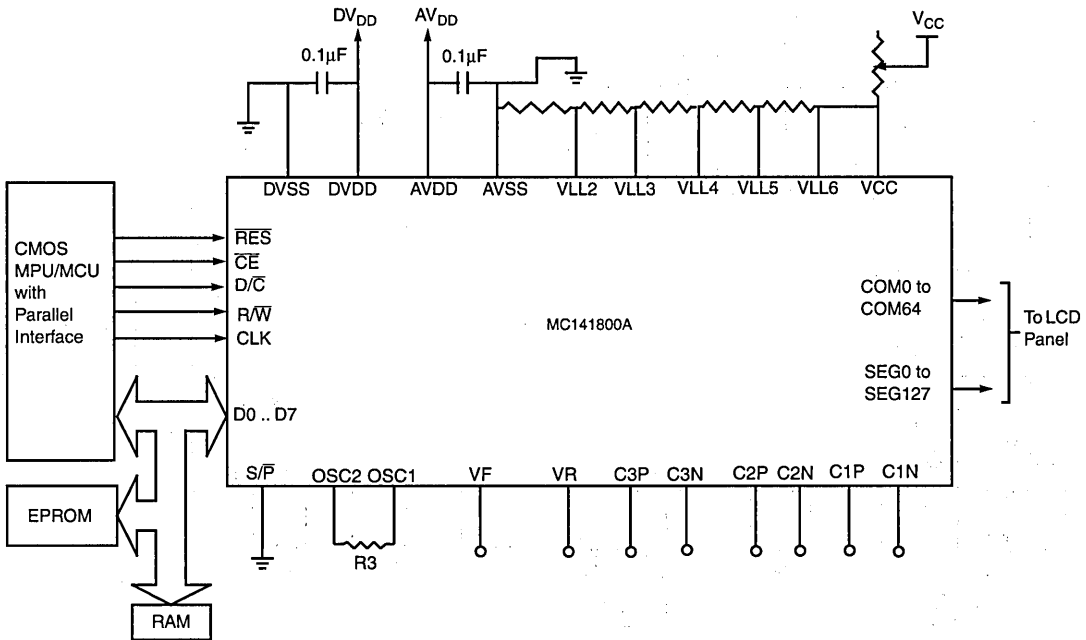 DVDD
AVDD
VCC
0.1µF
0.1µF
DVSS
DVDD
AVDD
AVSS
VLL2
VLL3
VLL4
VLL5
VLL6
VCC
CMOS
MPU/MCU
with
Parallel
Interface
RES
CE
D/C
R/W
CLK
D0 .. D7
MC141800A
COM0 to
COM64
SEG0 to
SEG127
To LCD
Panel
S/P
OSC2
OSC1
VF
VR
C3P
C3N
C2P
C2N
C1P
C1N
R3
EPROM
RAM